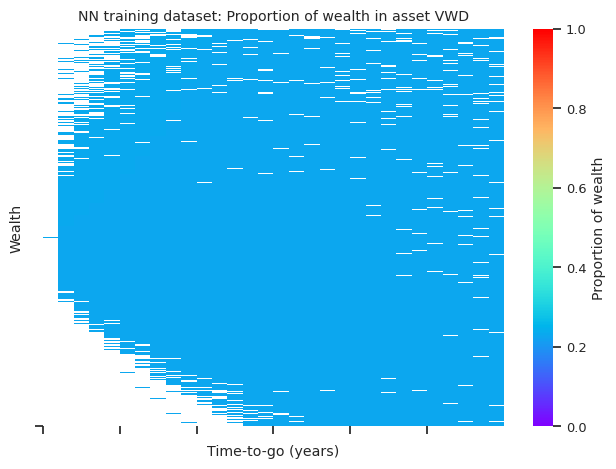 NN training dataset: Proportion of wealth in asset VWD
Wealth
Time-to-go (years)
1.0
0.8
0.6
0.4
0.2
0.0
Proportion of wealth